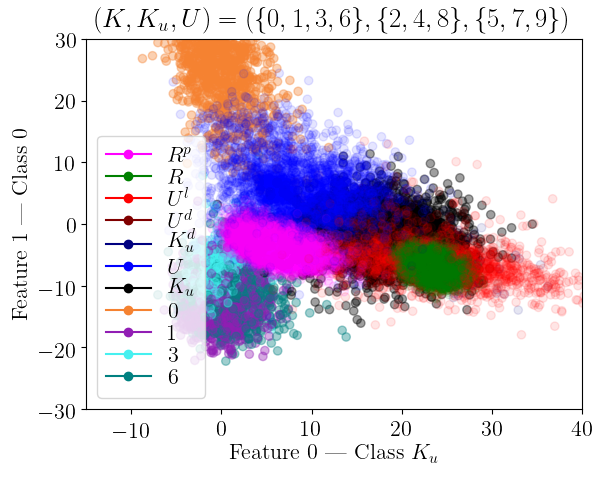 (K, K_u, U) = ({0, 1, 3, 6}, {2, 4, 8}, {5, 7, 9})
30
20
10
0
−10
−20
−30
Feature 1 — Class 0
R^p
R
U^l
U^d
K_u^d
U
K_u
0
1
3
6
−10
0
10
20
30
40
Feature 0 — Class K_u